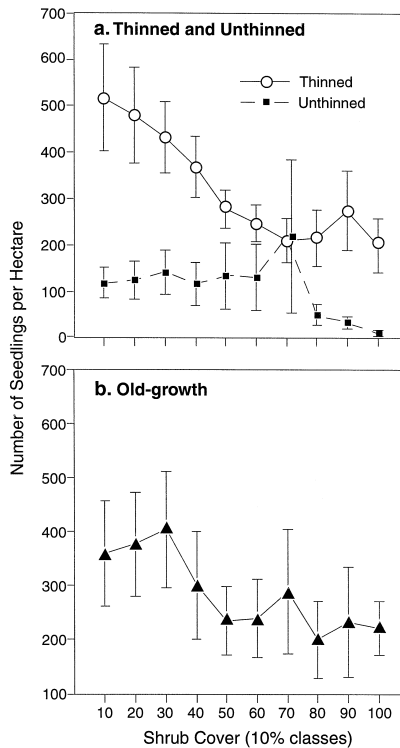 a. Thinned and Unthinned
Thinned
Unthinned
700
600
500
400
300
200
100
0
Number of Seedlings per Hectare
b. Old-growth
700
600
500
400
300
200
100
10 20 30 40 50 60 70 80 90 100
Shrub Cover (10% classes)